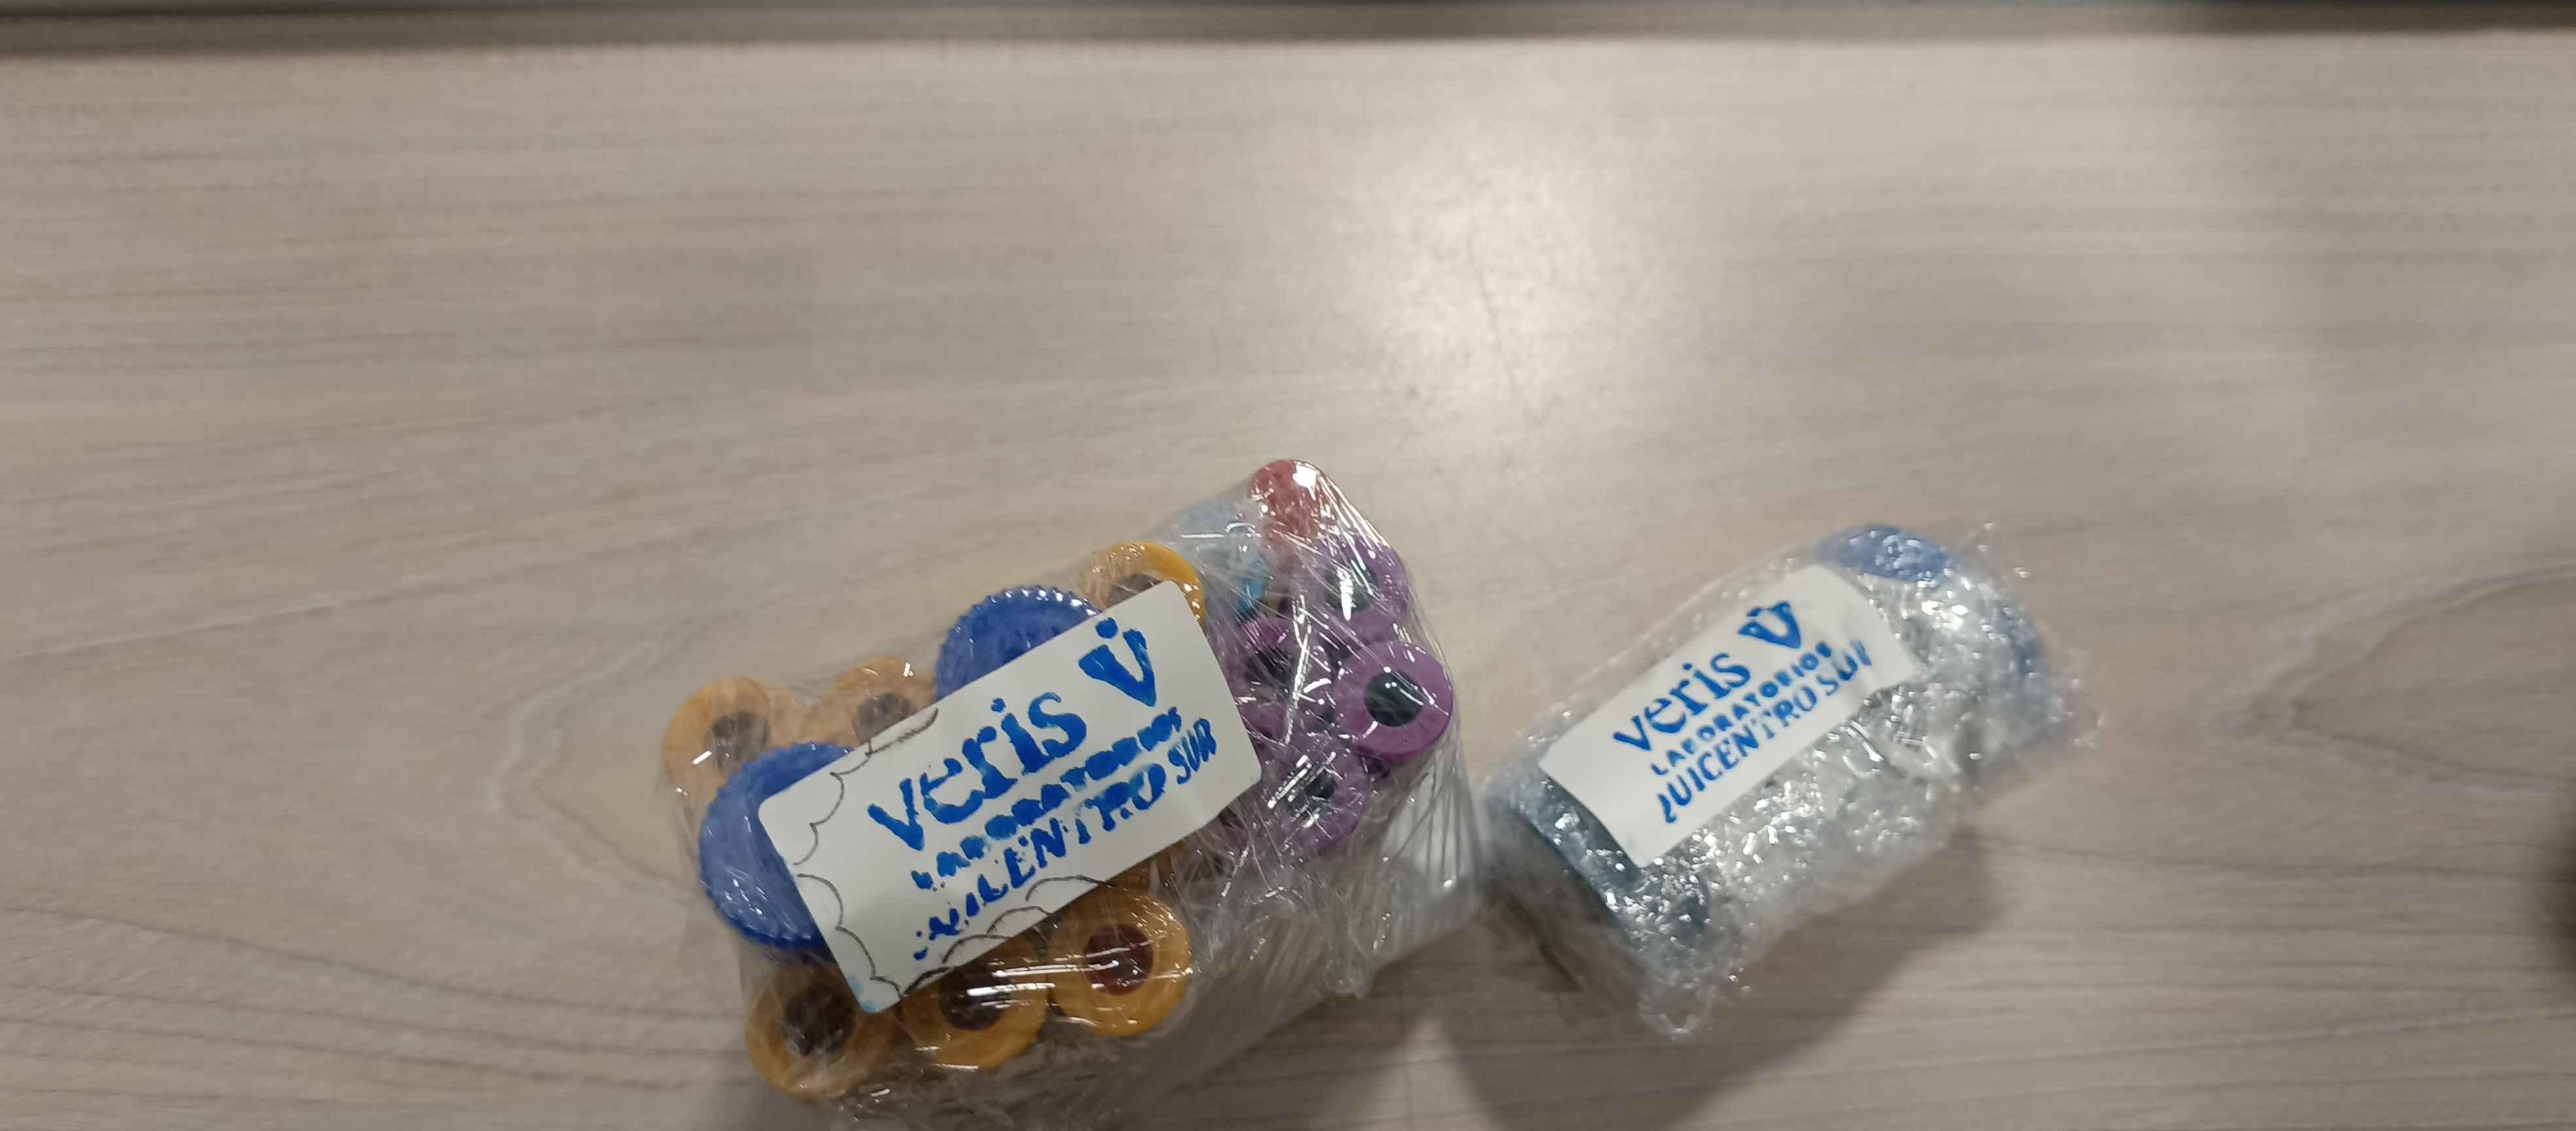 veris
LABORATORIOS
QUICENTRO SUR
veris
LABORATORIOS
QUICENTRO SUR